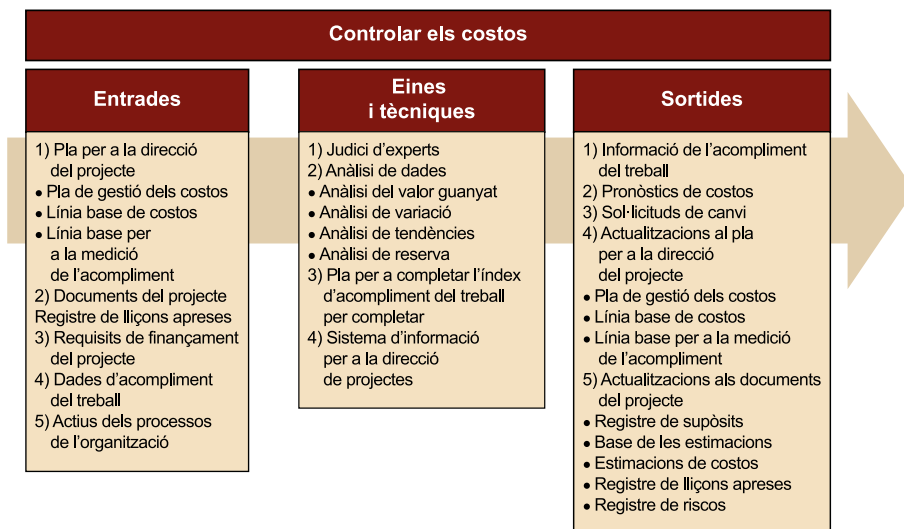 Controlar els costos
Entrades
1) Pla per a la direcció
del projecte
• Pla de gestió dels costos
• Línia base de costos
• Línia base per
a la medició
de l'acompliment
2) Documents del projecte
Registre de lliçons apreses
3) Requisits de finançament
del projecte
4) Dades d'acompliment
del treball
5) Actius dels processos
de l'organització
Eines
i tècniques
1) Judici d'experts
2) Anàlisi de dades
• Anàlisi del valor guanyat
• Anàlisi de variació
• Anàlisi de tendències
• Anàlisi de reserva
3) Pla per a completar l'índex
d'acompliment del treball
per completar
4) Sistema d'informació
per a la direcció
de projectes
Sortides
1) Informació de l'acompliment
del treball
2) Pronòstics de costos
3) Sol·licituds de canvi
4) Actualitzacions al pla
per a la direcció
del projecte
• Pla de gestió dels costos
• Línia base de costos
• Línia base per a la medició
de l'acompliment
5) Actualitzacions als documents
del projecte
• Registre de supòsits
• Base de les estimacions
• Estimacions de costos
• Registre de lliçons apreses
• Registre de riscos